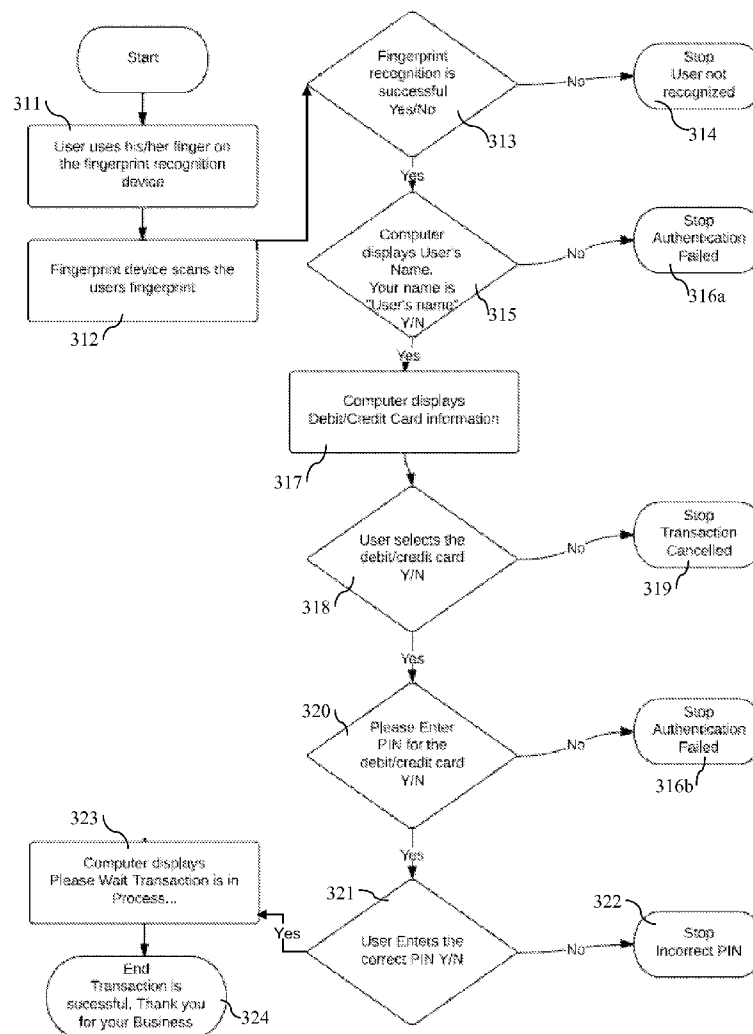 Start
311
User uses his/her finger on
the fingerprint recognition
device
Fingerprint device scans the
users fingerprint
312
Fingerprint
recognition is
successful
Yes/No
313
No
Stop
User not
recognized
314
Yes
Computer
displays User's
Name.
Your name is
"User's name"
Y/N
315
No
Stop
Authentication
Failed
316a
Yes
Computer displays
Debit/Credit Card information
317
User selects the
debit/credit card
Y/N
318
No
Stop
Transaction
Cancelled
319
Yes
320
Please Enter
PIN for the
debit/credit card
Y/N
No
Stop
Authentication
Failed
316b
Yes
321
User Enters the
correct PIN Y/N
No
322
Stop
Incorrect PIN
Yes
323
Computer displays
Please Wait Transaction is in
Process...
End
Transaction is
sucessful. Thank you
for your Business
324